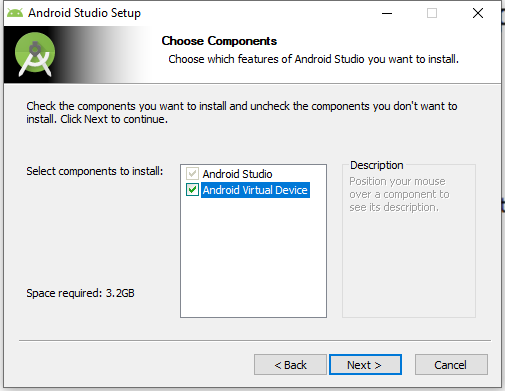 Android Studio Setup
Choose Components
Choose which features of Android Studio you want to install.
Check the components you want to install and uncheck the components you don't want to
install. Click Next to continue.
Select components to install:
Android Studio
Android Virtual Device
Description
Position your mouse
over a component to
see its description.
Space required: 3.2GB
< Back
Next >
Cancel